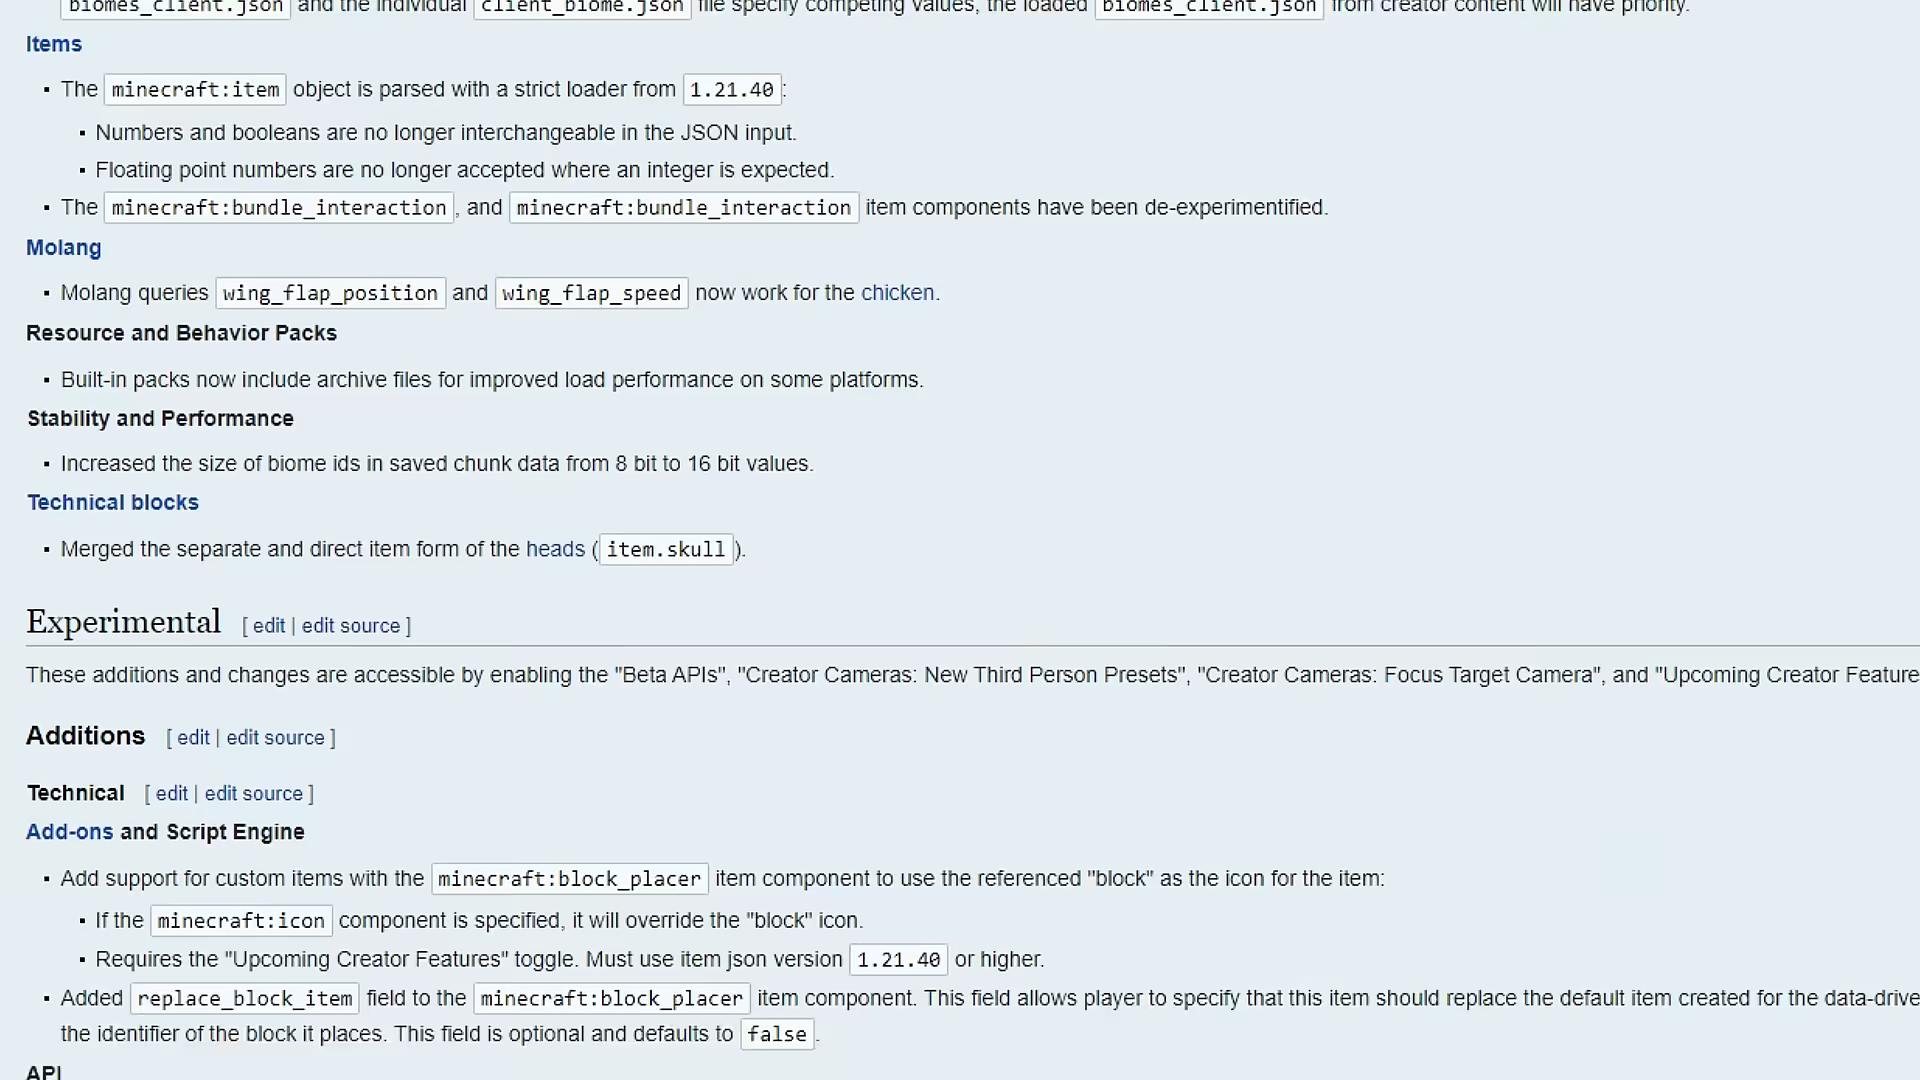 biomes_client.json and the individual client_biome.json file specify competing values, the loaded biomes_client.json from creator content will have priority.
Items
▪ The minecraft:item object is parsed with a strict loader from 1.21.40:
▪ Numbers and booleans are no longer interchangeable in the JSON input.
▪ Floating point numbers are no longer accepted where an integer is expected.
▪ The minecraft:bundle_interaction, and minecraft:bundle_interaction item components have been de-experimentified.
Molang
▪ Molang queries wing_flap_position and wing_flap_speed now work for the chicken.
Resource and Behavior Packs
▪ Built-in packs now include archive files for improved load performance on some platforms.
Stability and Performance
▪ Increased the size of biome ids in saved chunk data from 8 bit to 16 bit values.
Technical blocks
▪ Merged the separate and direct item form of the heads (item.skull).
Experimental [ edit | edit source ]
These additions and changes are accessible by enabling the "Beta APIs", "Creator Cameras: New Third Person Presets", "Creator Cameras: Focus Target Camera", and "Upcoming Creator Feature
Additions [ edit | edit source ]
Technical [ edit | edit source ]
Add-ons and Script Engine
▪ Add support for custom items with the minecraft:block_placer item component to use the referenced "block" as the icon for the item:
▪ If the minecraft:icon component is specified, it will override the "block" icon.
▪ Requires the "Upcoming Creator Features" toggle. Must use item json version 1.21.40 or higher.
▪ Added replace_block_item field to the minecraft:block_placer item component. This field allows player to specify that this item should replace the default item created for the data-drive
the identifier of the block it places. This field is optional and defaults to false.
API